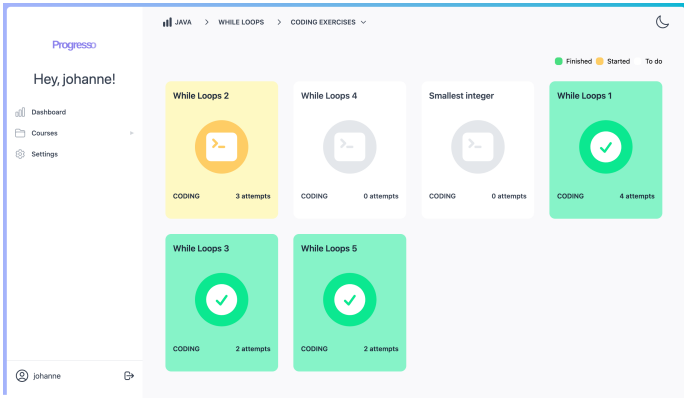 JAVA > WHILE LOOPS > CODING EXERCISES
Progresso
Hey, johanne!
Dashboard
Courses
Settings
johanne
Finished Started To do
While Loops 2
CODING 3 attempts
While Loops 4
CODING 0 attempts
Smallest integer
CODING 0 attempts
While Loops 1
CODING 4 attempts
While Loops 3
CODING 2 attempts
While Loops 5
CODING 2 attempts